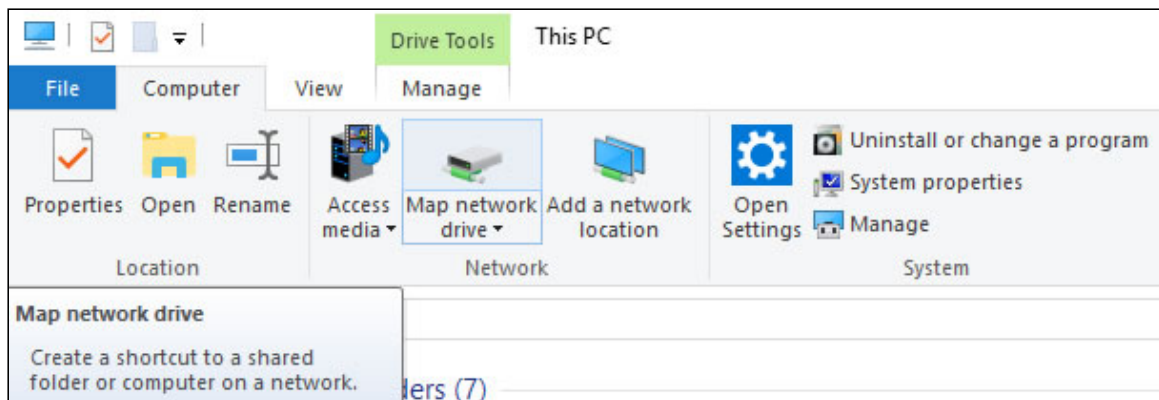 Drive Tools
This PC
File
Computer
View
Manage
Properties
Open
Rename
Access
media
Map network
drive
Add a network
location
Open
Settings
Uninstall or change a program
System properties
Manage
Location
Network
System
Map network drive
Create a shortcut to a shared
folder or computer on a network.
ders (7)